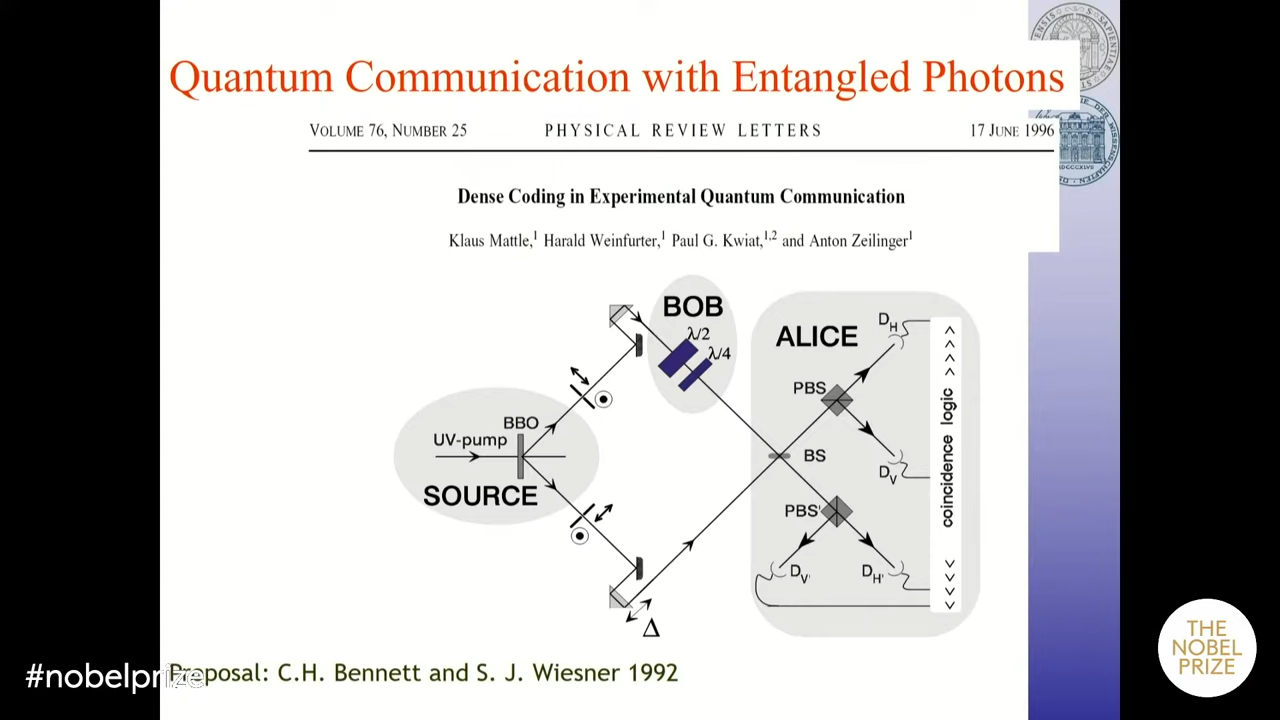 Quantum Communication with Entangled Photons
VOLUME 76, NUMBER 25 PHYSICAL REVIEW LETTERS 17 JUNE 1996
Dense Coding in Experimental Quantum Communication
Klaus Mattle,¹ Harald Weinfurter,¹ Paul G. Kwiat,¹,² and Anton Zeilinger¹
BOB
λ/2
λ/4
ALICE
D_H
PBS
D_V
BS
PBS'
D_V'
D_H'
coincidence logic
BBO
UV-pump
SOURCE
Δ
Proposal: C.H. Bennett and S. J. Wiesner 1992
#nobelprize
THE
NOBEL
PRIZE